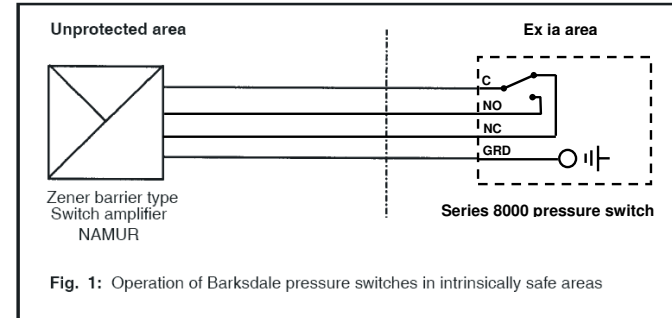 Unprotected area
Ex ia area
C
NO
NC
GRD
Zener barrier type
Switch amplifier
NAMUR
Series 8000 pressure switch
Fig. 1: Operation of Barksdale pressure switches in intrinsically safe areas